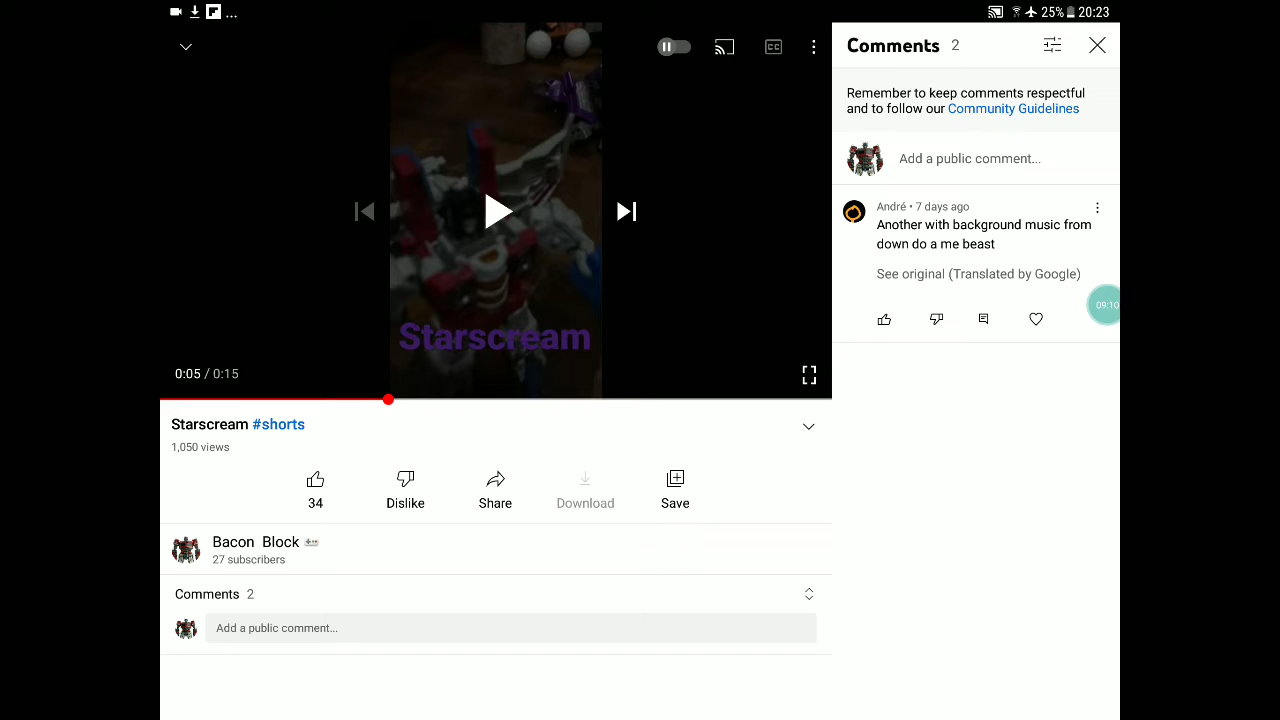 ... 25% 20:23
CC
Starscream
0:05 / 0:15
Starscream #shorts
1,050 views
34 Dislike Share Download Save
Bacon Block
27 subscribers
Comments 2
Add a public comment...
Comments 2
Remember to keep comments respectful
and to follow our Community Guidelines
Add a public comment...
André • 7 days ago
Another with background music from
down do a me beast
See original (Translated by Google)
09:10